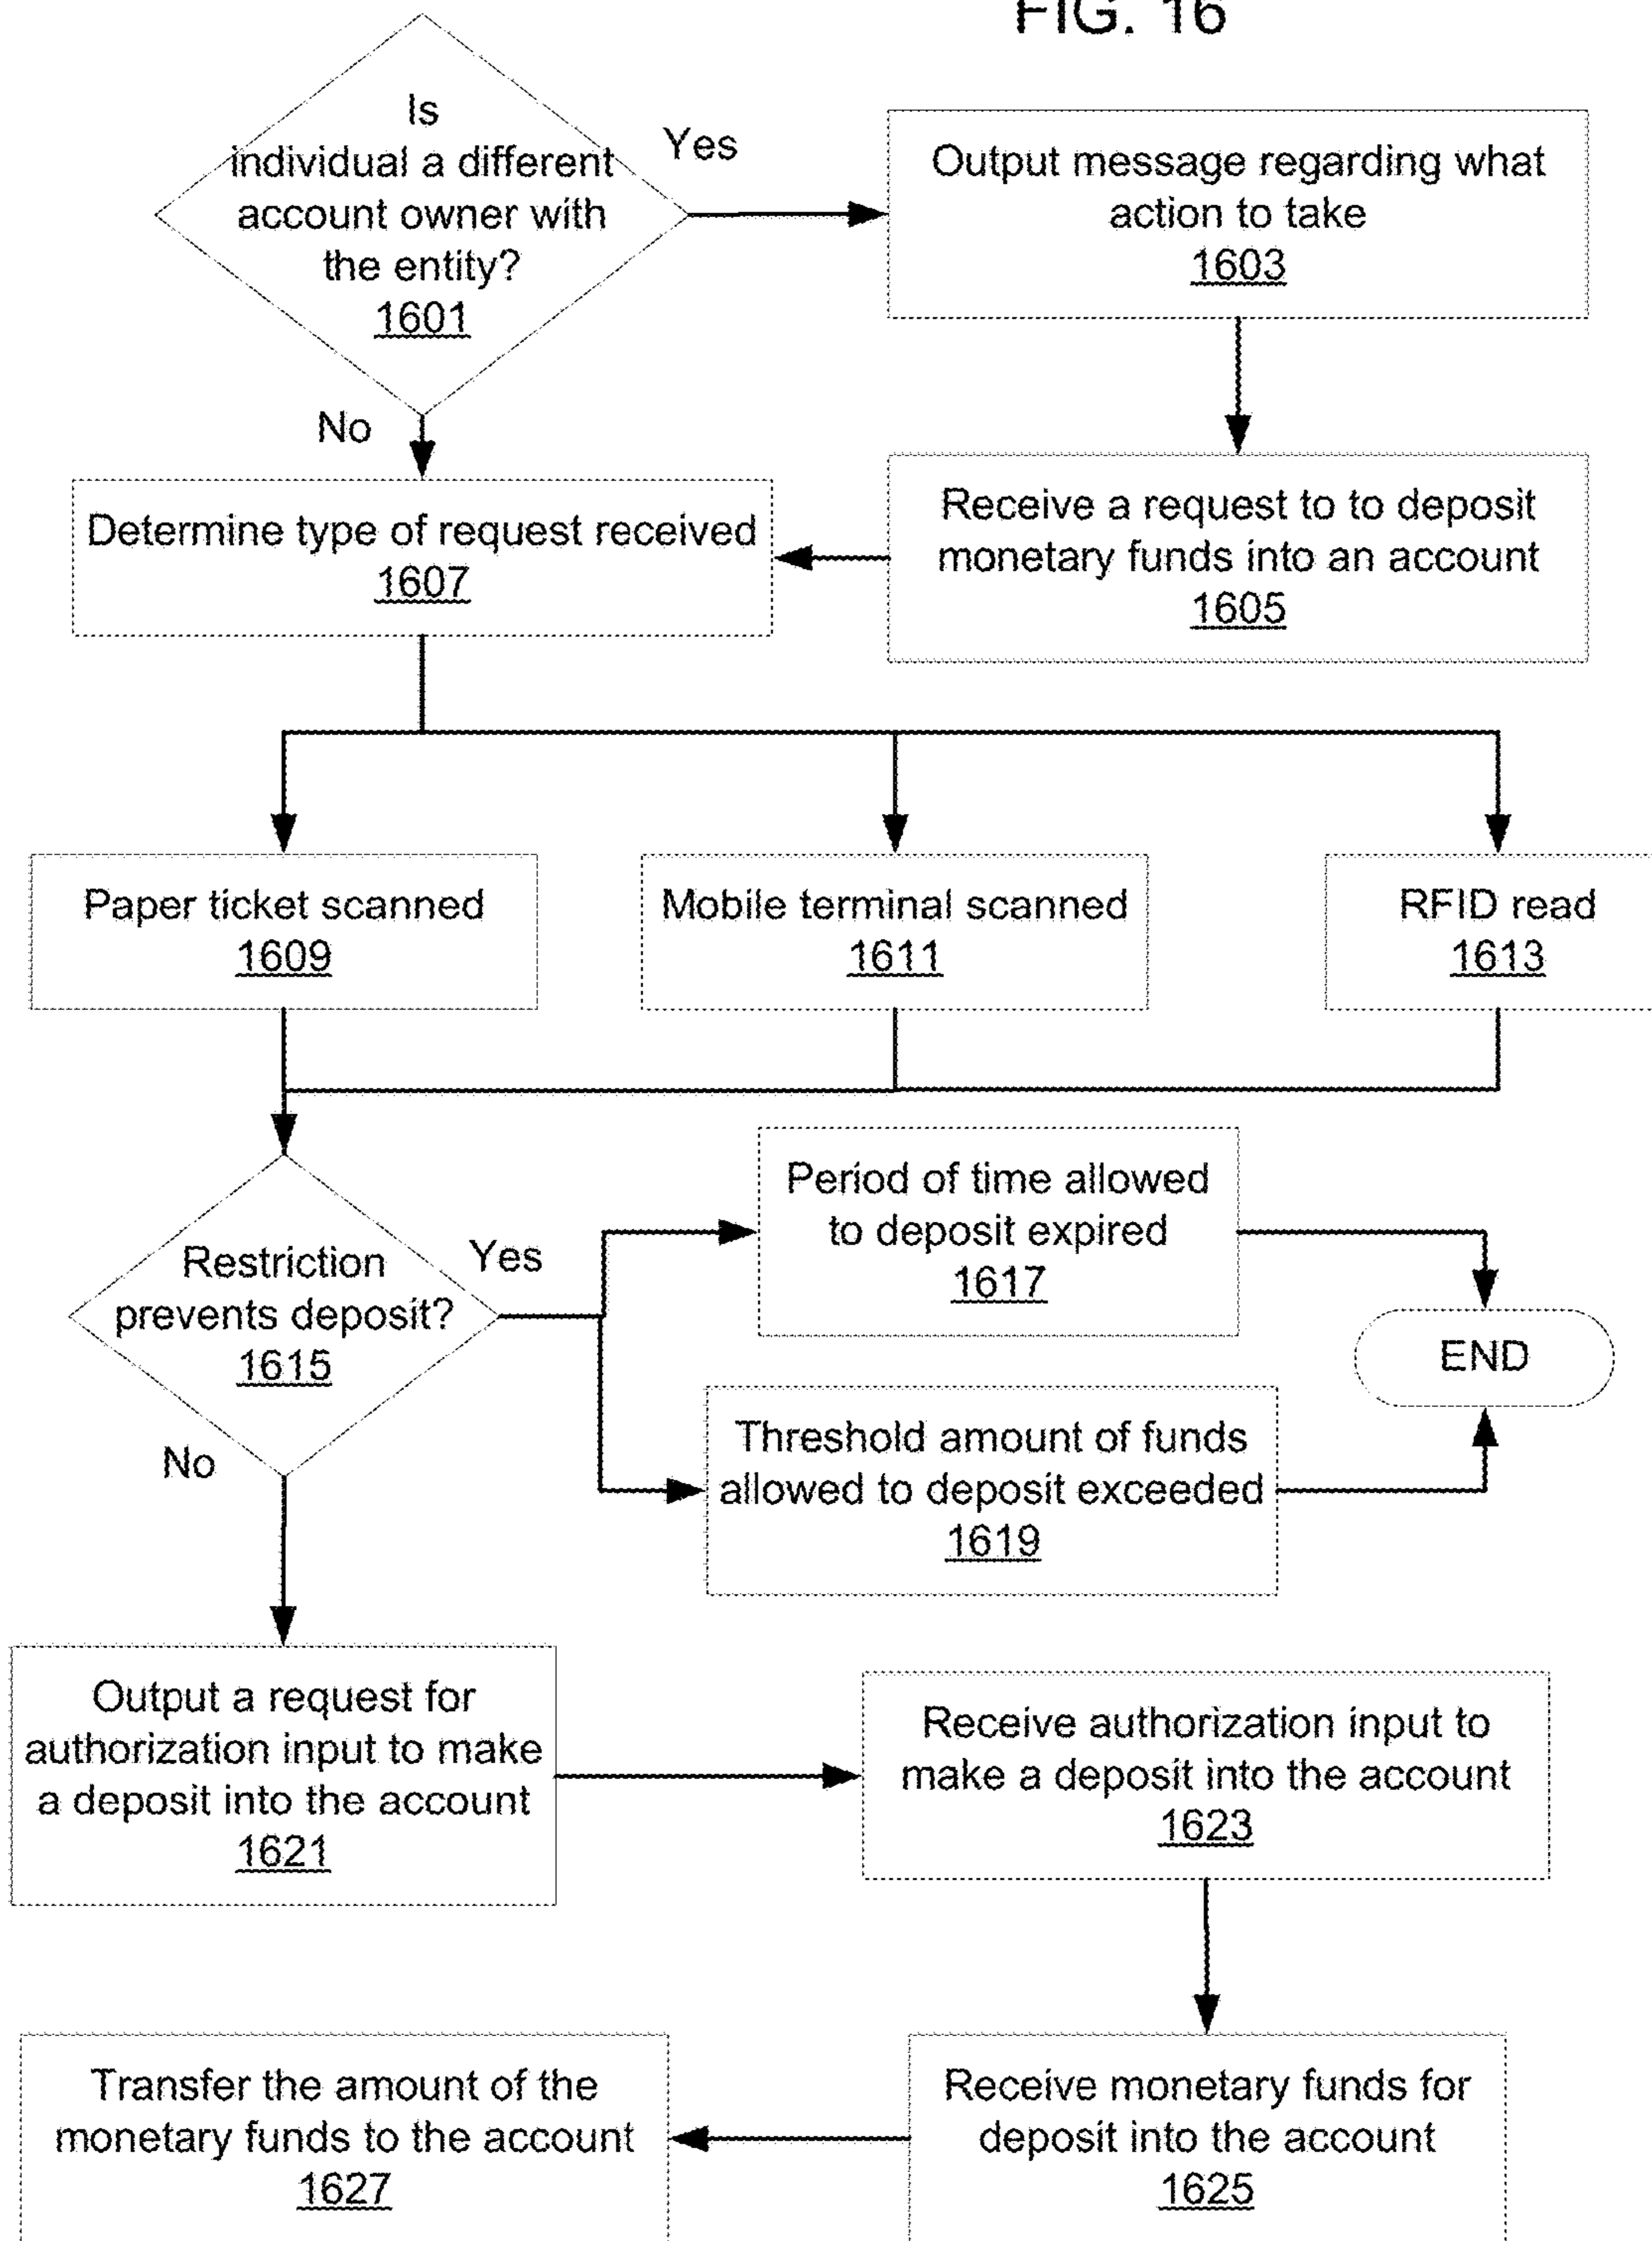 FIG. 16
Is
individual a different
account owner with
the entity?
1601
Yes
Output message regarding what
action to take
1603
No
Determine type of request received
1607
Receive a request to to deposit
monetary funds into an account
1605
Paper ticket scanned
1609
Mobile terminal scanned
1611
RFID read
1613
Restriction
prevents deposit?
1615
Yes
Period of time allowed
to deposit expired
1617
END
Threshold amount of funds
allowed to deposit exceeded
1619
No
Output a request for
authorization input to make
a deposit into the account
1621
Receive authorization input to
make a deposit into the account
1623
Transfer the amount of the
monetary funds to the account
1627
Receive monetary funds for
deposit into the account
1625